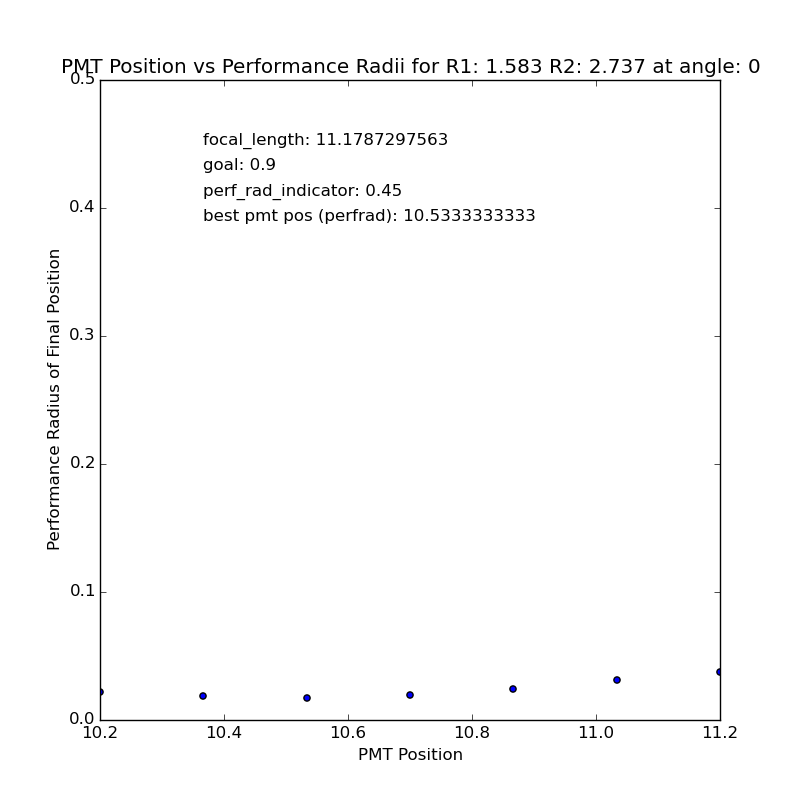 PMT Position vs Performance Radii for R1: 1.583 R2: 2.737 at angle: 0
0.5
focal_length: 11.1787297563
goal: 0.9
perf_rad_indicator: 0.45
0.4
best pmt pos (perfrad): 10.5333333333
Performance Radius of Final Position
0.3
0.2
0.1
0.0
10.2 10.4 10.6 10.8 11.0 11.2
PMT Position